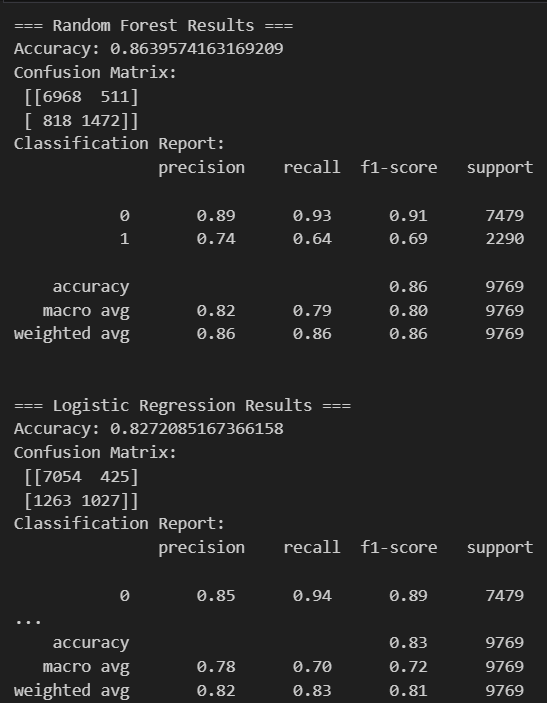 === Random Forest Results ===
Accuracy: 0.8639574163169209
Confusion Matrix:
[[6968  511]
[ 818 1472]]
Classification Report:
precision    recall  f1-score   support
0       0.89      0.93      0.91      7479
1       0.74      0.64      0.69      2290
accuracy                           0.86      9769
macro avg       0.82      0.79      0.80      9769
weighted avg       0.86      0.86      0.86      9769
=== Logistic Regression Results ===
Accuracy: 0.8272085167366158
Confusion Matrix:
[[7054  425]
[1263 1027]]
Classification Report:
precision    recall  f1-score   support
0       0.85      0.94      0.89      7479
...
accuracy                           0.83      9769
macro avg       0.78      0.70      0.72      9769
weighted avg       0.82      0.83      0.81      9769